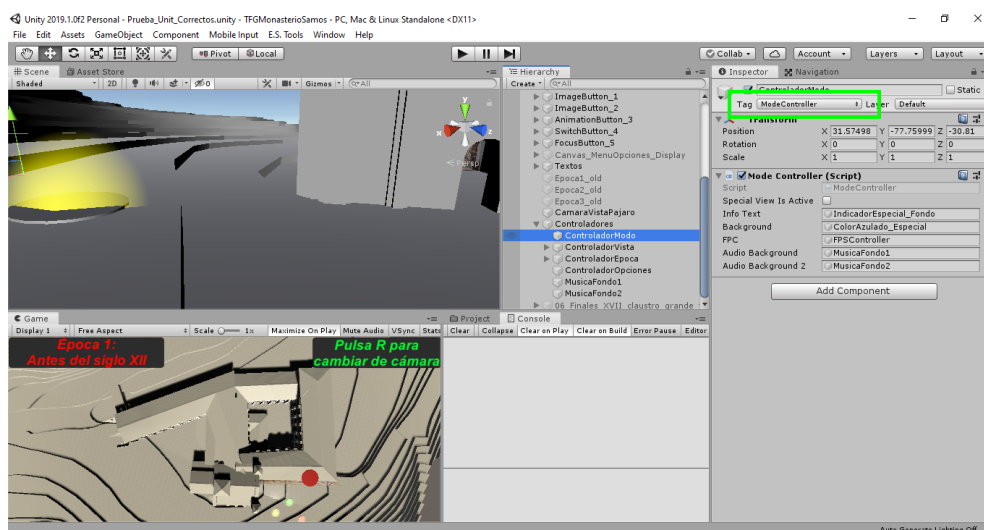 Unity 2019.1.0f2 Personal - Prueba_Unit_Correctos.unity - TFGMonasterioSamos - PC, Mac & Linux Standalone <DX11>
File Edit Assets GameObject Component Mobile Input E.S. Tools Window Help
Pivot Local Collab Account Layers Layout
Scene Asset Store
Shaded 2D 0 Gizmos All
y
x
Persp
Hierarchy
Create All
ImageButton_1
ImageButton_2
AnimationButton_3
SwitchButton_4
FocusButton_5
Canvas_MenuOpciones_Display
Textos
Epoca1_old
Epoca2_old
Epoca3_old
CamaraVistaPajaro
Controladores
ControladorModo
ControladorVista
ControladorEpoca
ControladorOpciones
MusicaFondo1
MusicaFondo2
06_Finales_XVII_claustro_grande
Inspector Navigation
ControladorModo Static
Tag ModeController Layer Default
Transform
Position X 31.57498 Y -77.75999 Z -30.81
Rotation X 0 Y 0 Z 0
Scale X 1 Y 1 Z 1
Mode Controller (Script)
Script ModeController
Special View Is Active
Info Text IndicadorEspecial_Fondo
Background ColorAzulado_Especial
FPC FPSController
Audio Background MusicaFondo1
Audio Background 2 MusicaFondo2
Add Component
Game
Display 1 Free Aspect Scale 1x Maximize On Play Mute Audio VSync Stats
Época 1:
Antes del siglo XII
Pulsa R para
cambiar de cámara
Project Console
Clear Collapse Clear on Play Clear on Build Error Pause Editor
Auto Generate Lighting Off